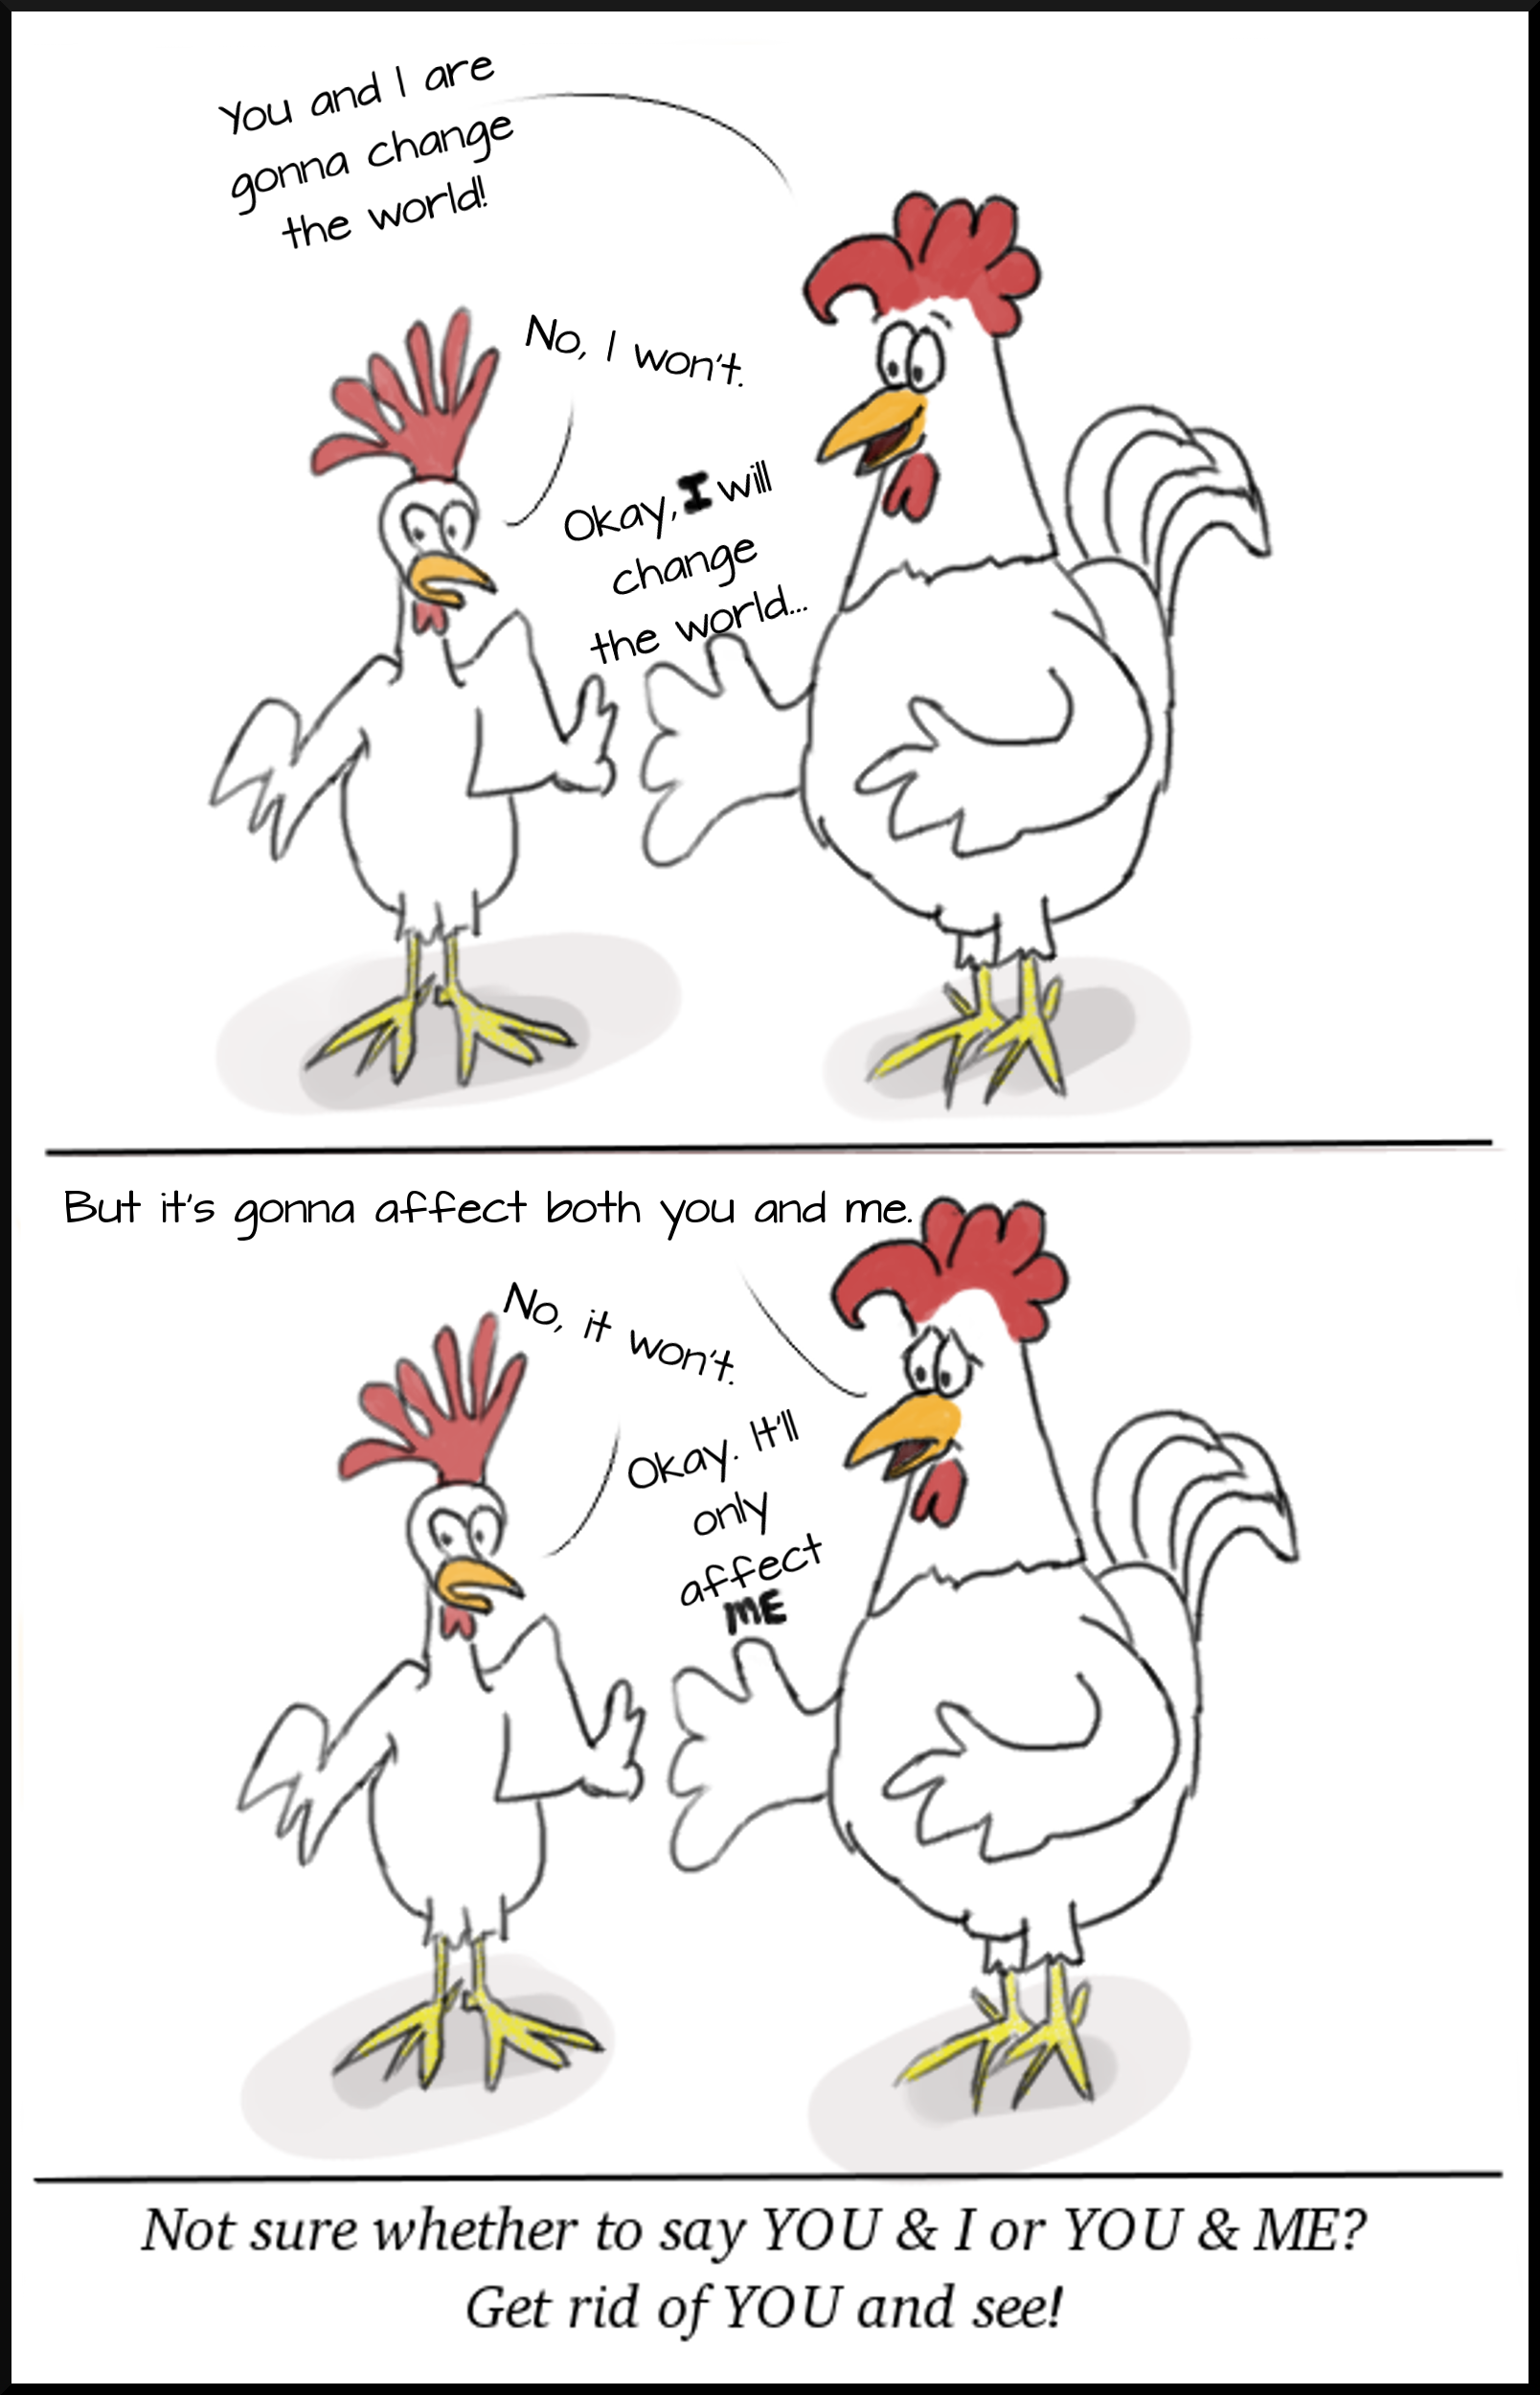 You and I are
gonna change
the world!
No, I won't.
Okay, I will
change
the world...
But it's gonna affect both you and me.
No, it won't.
Okay. It'll
only
affect
ME
Not sure whether to say YOU & I or YOU & ME?
Get rid of YOU and see!